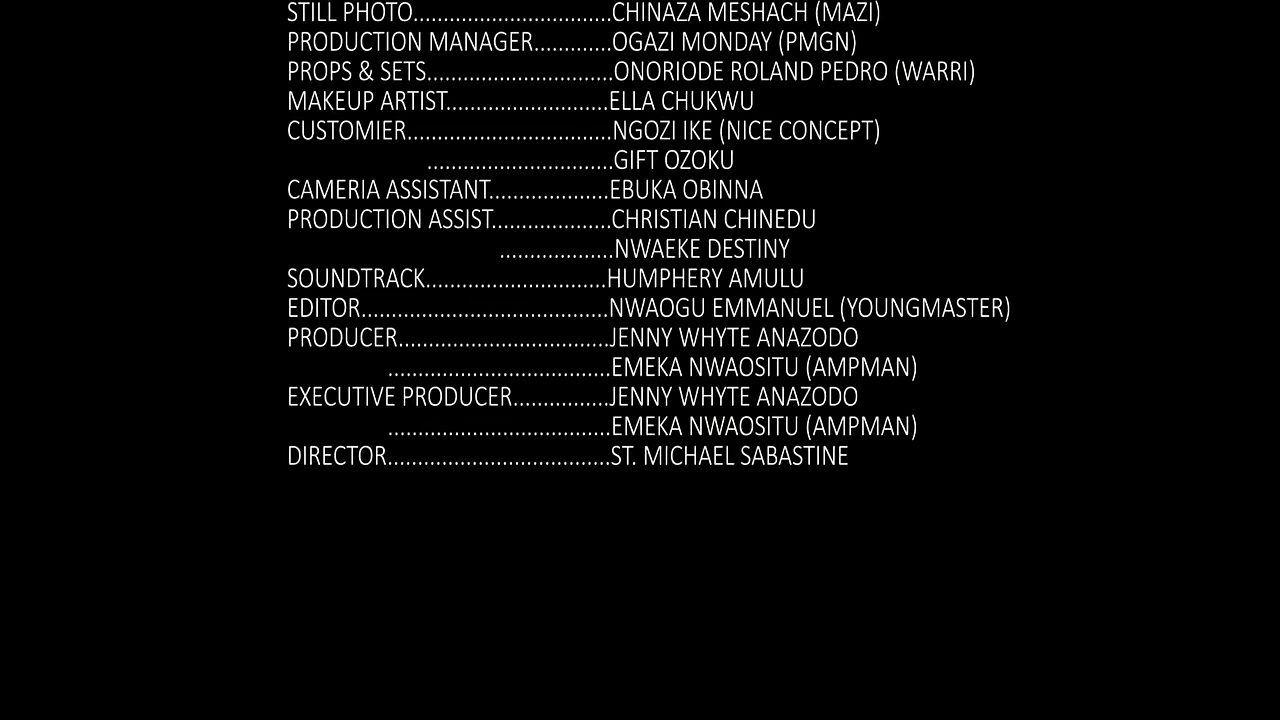 STILL PHOTO.................................CHINAZA MESHACH (MAZI)
PRODUCTION MANAGER.............OGAZI MONDAY (PMGN)
PROPS & SETS...............................ONORIODE ROLAND PEDRO (WARRI)
MAKEUP ARTIST...........................ELLA CHUKWU
CUSTOMIER..................................NGOZI IKE (NICE CONCEPT)
...............................GIFT OZOKU
CAMERIA ASSISTANT....................EBUKA OBINNA
PRODUCTION ASSIST....................CHRISTIAN CHINEDU
...................NWAEKE DESTINY
SOUNDTRACK..............................HUMPHERY AMULU
EDITOR.........................................NWAOGU EMMANUEL (YOUNGMASTER)
PRODUCER...................................JENNY WHYTE ANAZODO
.....................................EMEKA NWAOSITU (AMPMAN)
EXECUTIVE PRODUCER................JENNY WHYTE ANAZODO
.....................................EMEKA NWAOSITU (AMPMAN)
DIRECTOR.....................................ST. MICHAEL SABASTINE